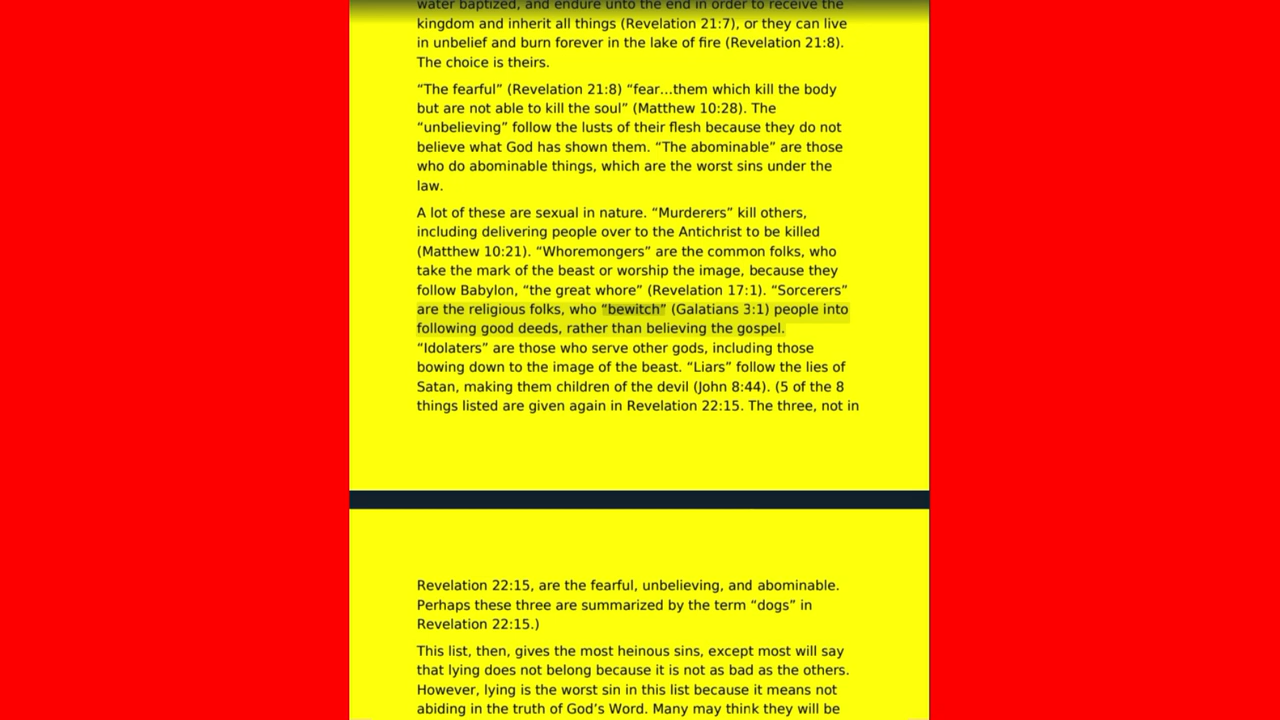 water baptized, and endure unto the end in order to receive the
kingdom and inherit all things (Revelation 21:7), or they can live
in unbelief and burn forever in the lake of fire (Revelation 21:8).
The choice is theirs.
“The fearful” (Revelation 21:8) “fear…them which kill the body
but are not able to kill the soul” (Matthew 10:28). The
“unbelieving” follow the lusts of their flesh because they do not
believe what God has shown them. “The abominable” are those
who do abominable things, which are the worst sins under the
law.
A lot of these are sexual in nature. “Murderers” kill others,
including delivering people over to the Antichrist to be killed
(Matthew 10:21). “Whoremongers” are the common folks, who
take the mark of the beast or worship the image, because they
follow Babylon, “the great whore” (Revelation 17:1). “Sorcerers”
are the religious folks, who “bewitch” (Galatians 3:1) people into
following good deeds, rather than believing the gospel.
“Idolaters” are those who serve other gods, including those
bowing down to the image of the beast. “Liars” follow the lies of
Satan, making them children of the devil (John 8:44). (5 of the 8
things listed are given again in Revelation 22:15. The three, not in
Revelation 22:15, are the fearful, unbelieving, and abominable.
Perhaps these three are summarized by the term “dogs” in
Revelation 22:15.)
This list, then, gives the most heinous sins, except most will say
that lying does not belong because it is not as bad as the others.
However, lying is the worst sin in this list because it means not
abiding in the truth of God’s Word. Many may think they will be